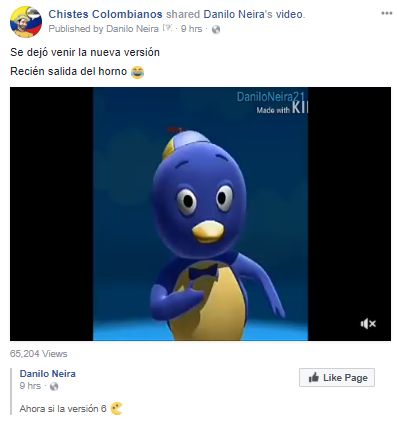 Chistes Colombianos shared Danilo Neira's video.
Published by Danilo Neira [?] · 9 hrs ·
Se dejó venir la nueva versión
Recién salida del horno
DaniloNeira21
Made with KI
65,204 Views
Danilo Neira
9 hrs ·
Like Page
Ahora si la versión 6